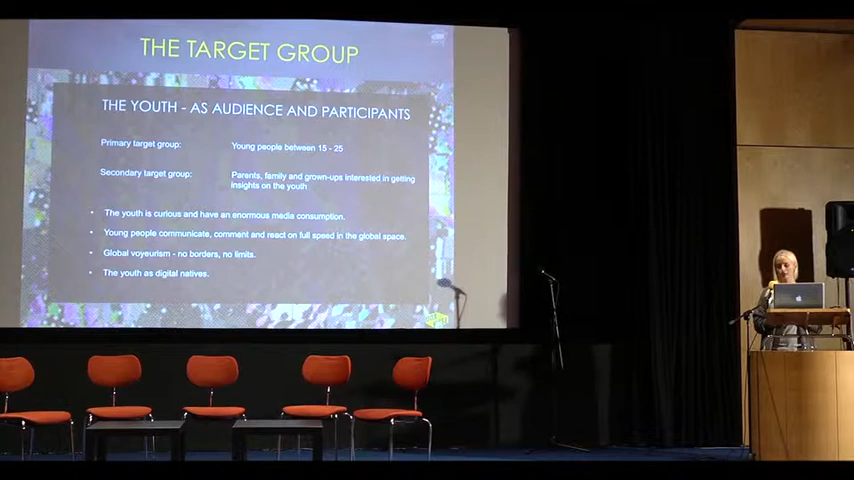 THE TARGET GROUP
THE YOUTH - AS AUDIENCE AND PARTICIPANTS
Primary target group: Young people between 15 - 25
Secondary target group: Parents, family and grown-ups interested in getting
insights on the youth
• The youth is curious and have an enormous media consumption.
• Young people communicate, comment and react on full speed in the global space.
• Global voyeurism - no borders, no limits.
• The youth as digital natives.